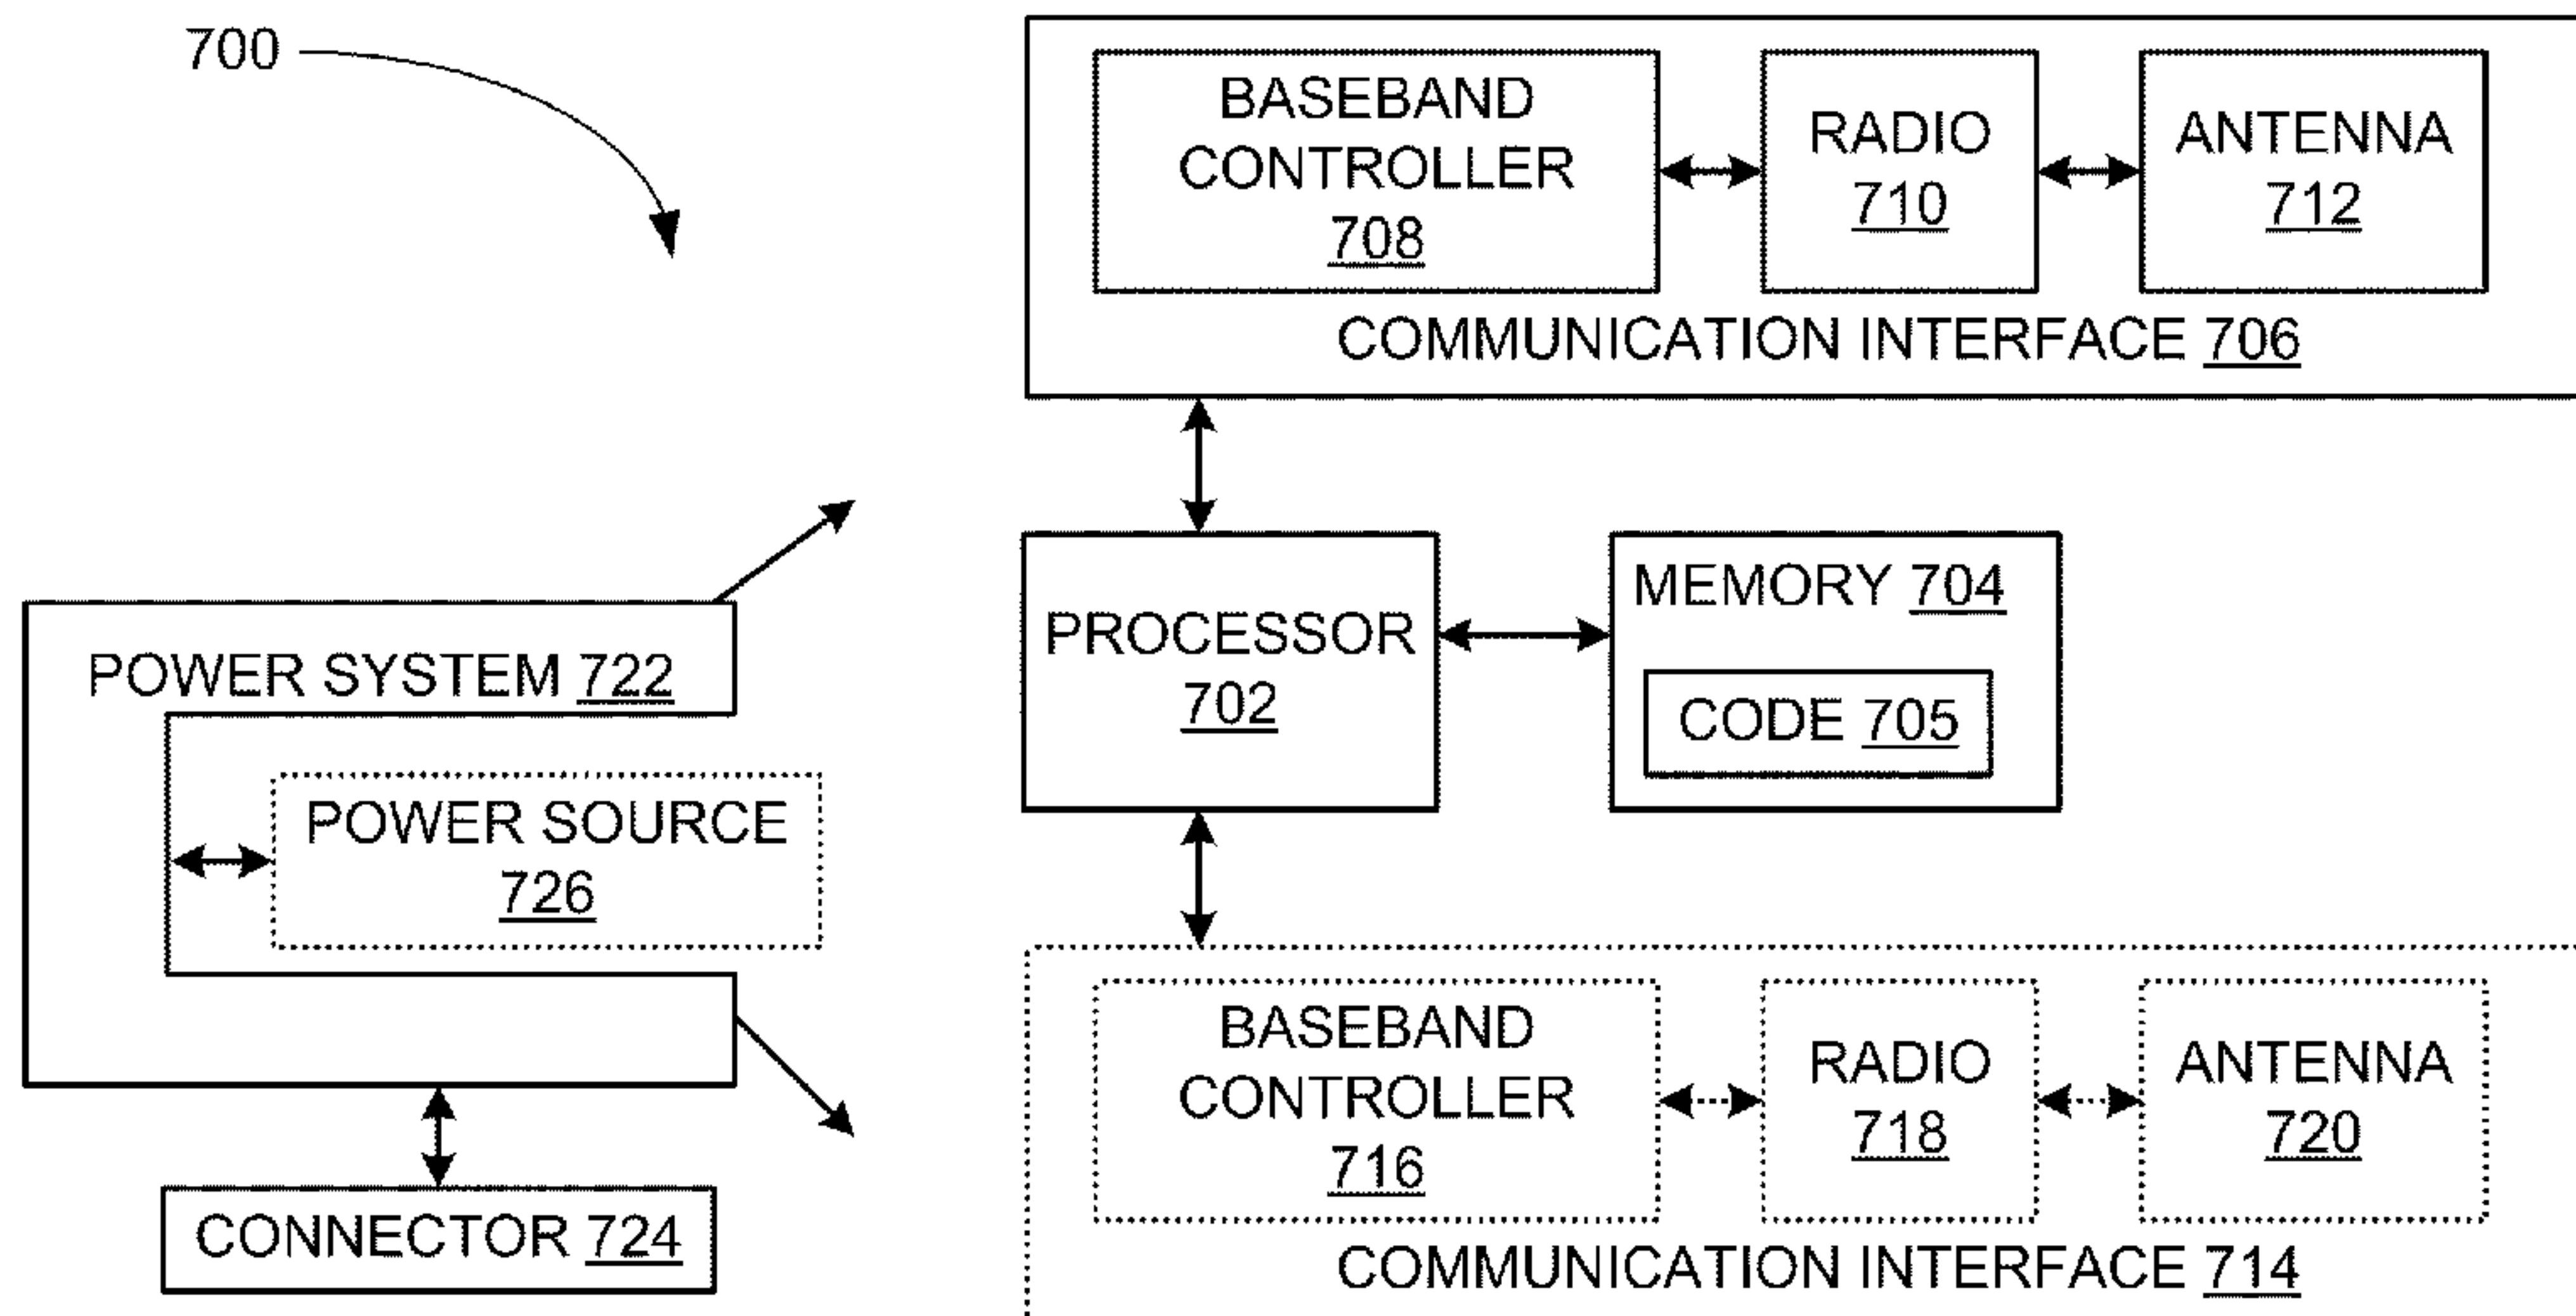 700
BASEBAND
CONTROLLER
708
RADIO
710
ANTENNA
712
COMMUNICATION INTERFACE 706
PROCESSOR
702
MEMORY 704
CODE 705
POWER SYSTEM 722
POWER SOURCE
726
CONNECTOR 724
BASEBAND
CONTROLLER
716
RADIO
718
ANTENNA
720
COMMUNICATION INTERFACE 714